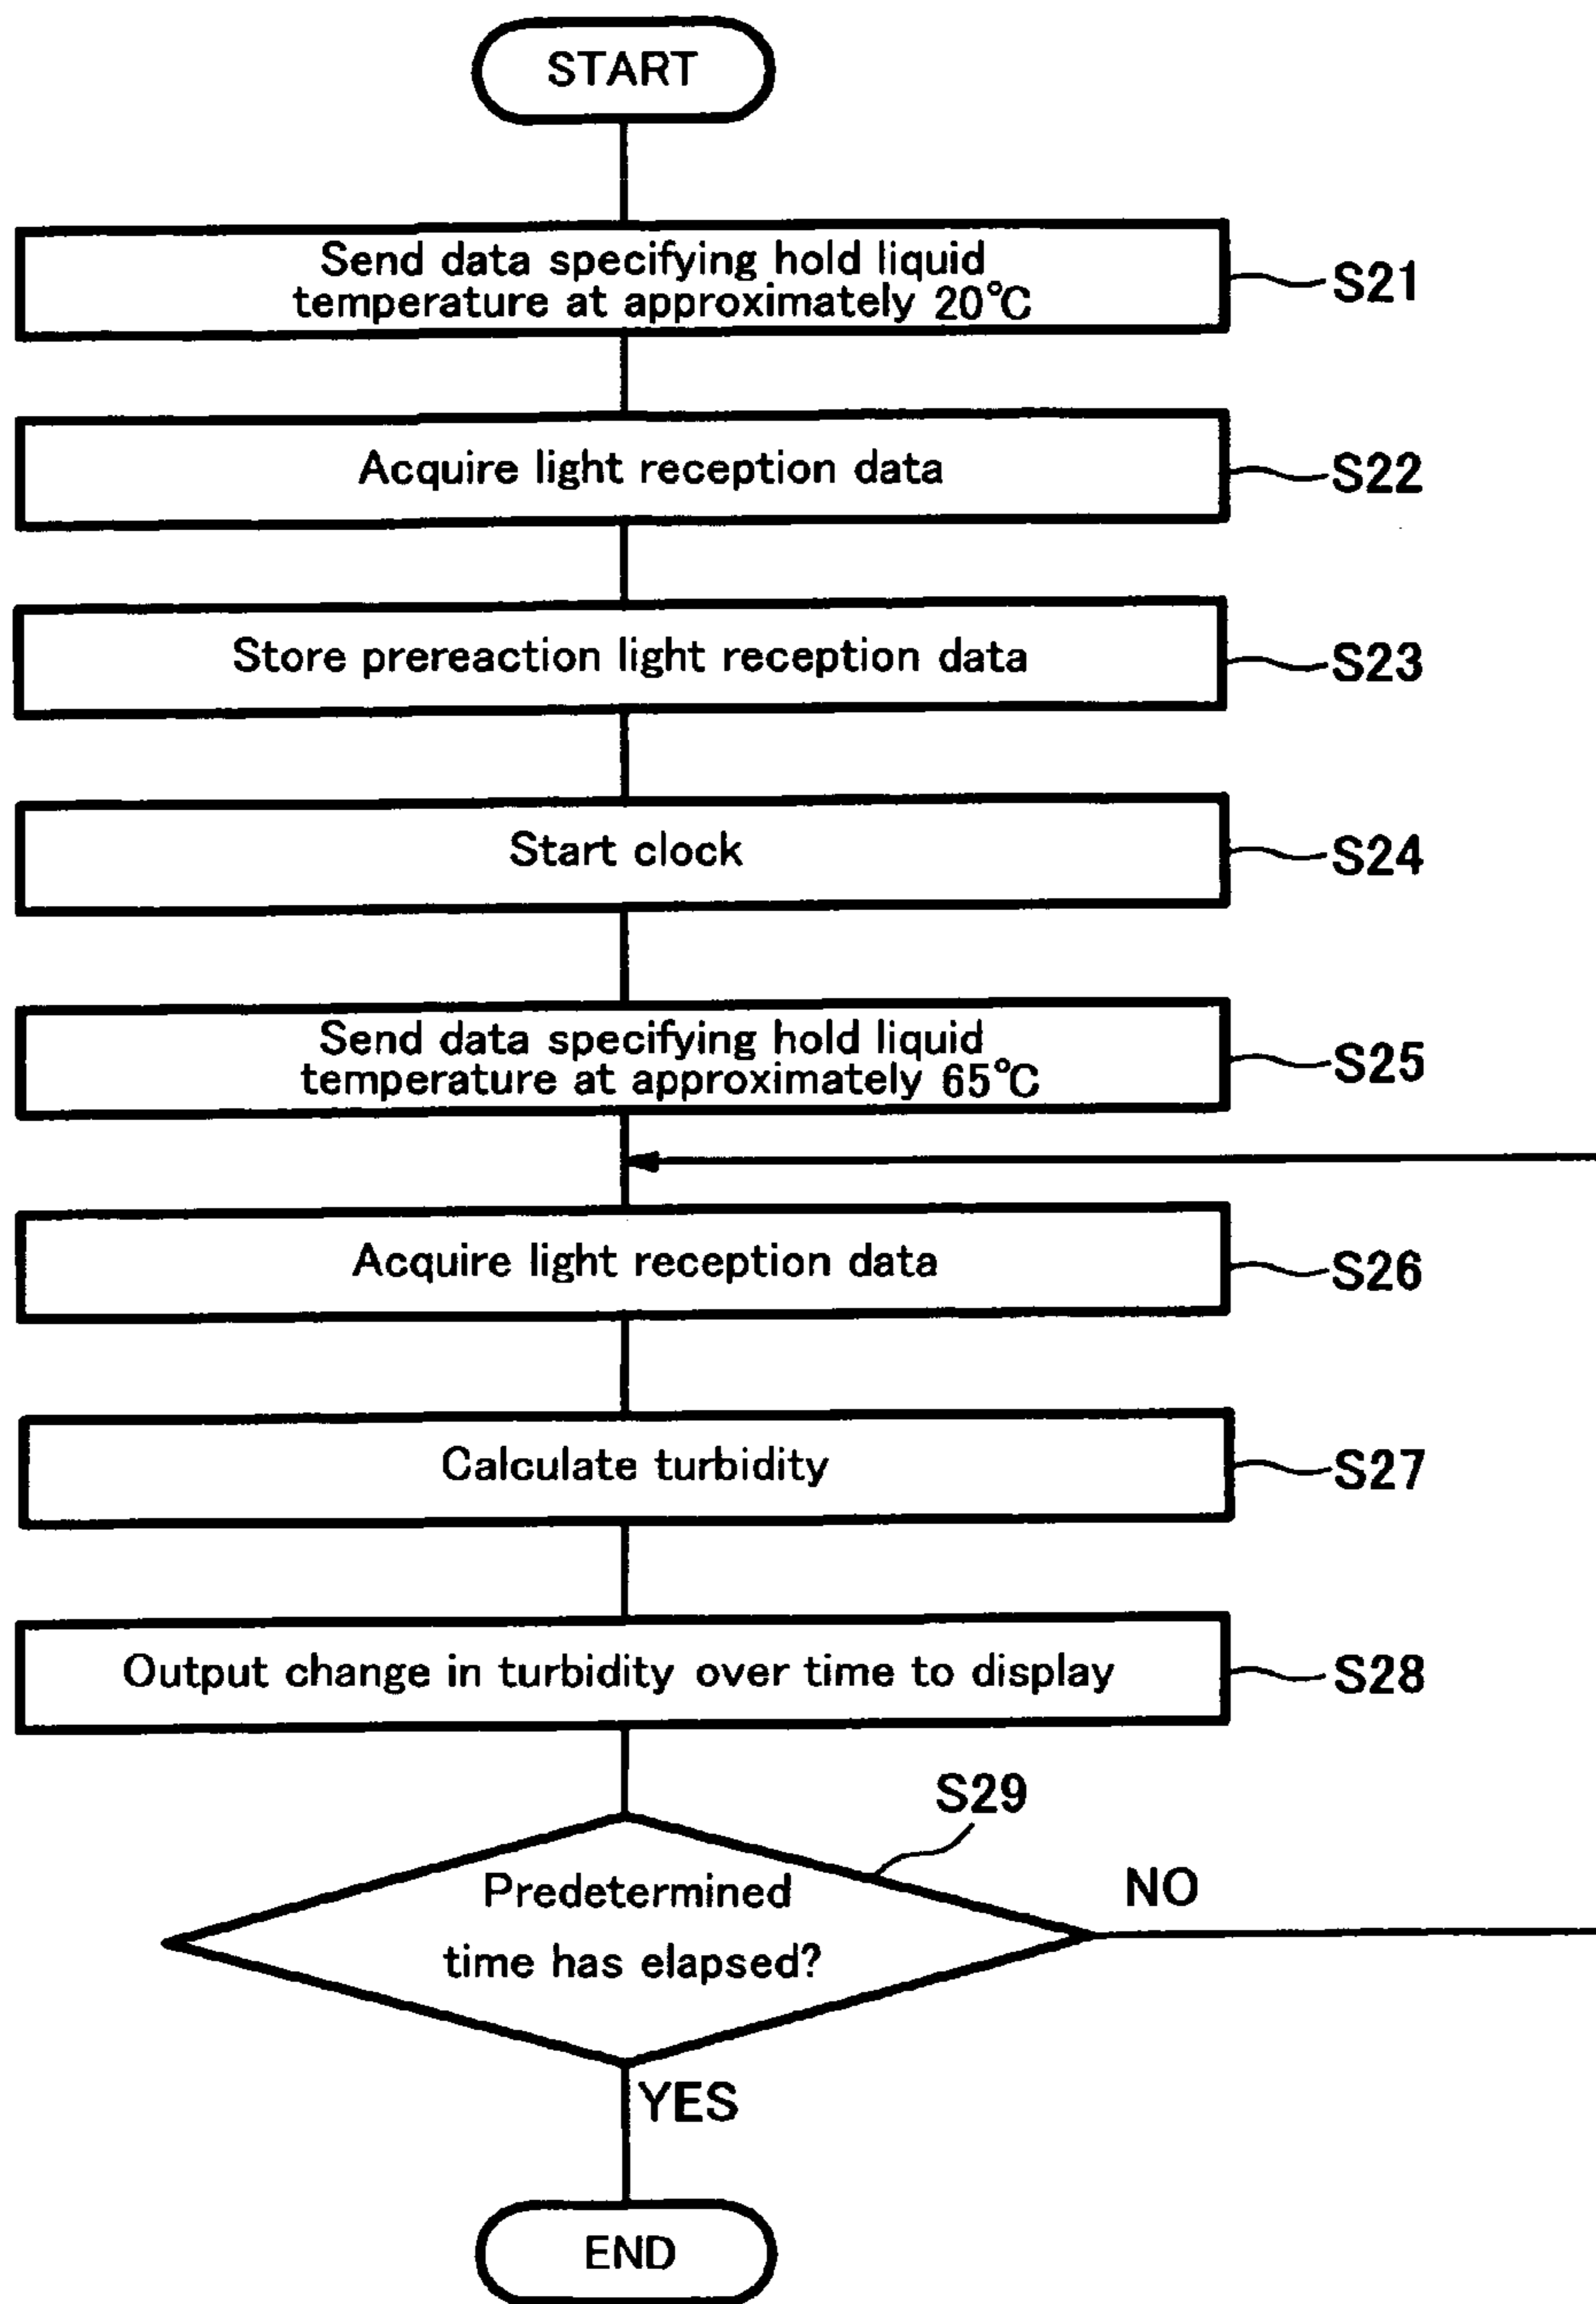 START
Send data specifying hold liquid
temperature at approximately 20℃
S21
Acquire light reception data
S22
Store prereaction light reception data
S23
Start clock
S24
Send data specifying hold liquid
temperature at approximately 65℃
S25
Acquire light reception data
S26
Calculate turbidity
S27
Output change in turbidity over time to display
S28
S29
Predetermined
time has elapsed?
NO
YES
END